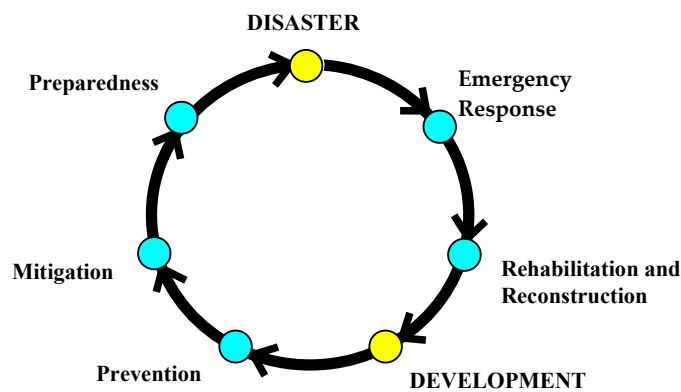 DISASTER
Preparedness
Emergency
Response
Mitigation
Rehabilitation and
Reconstruction
Prevention
DEVELOPMENT